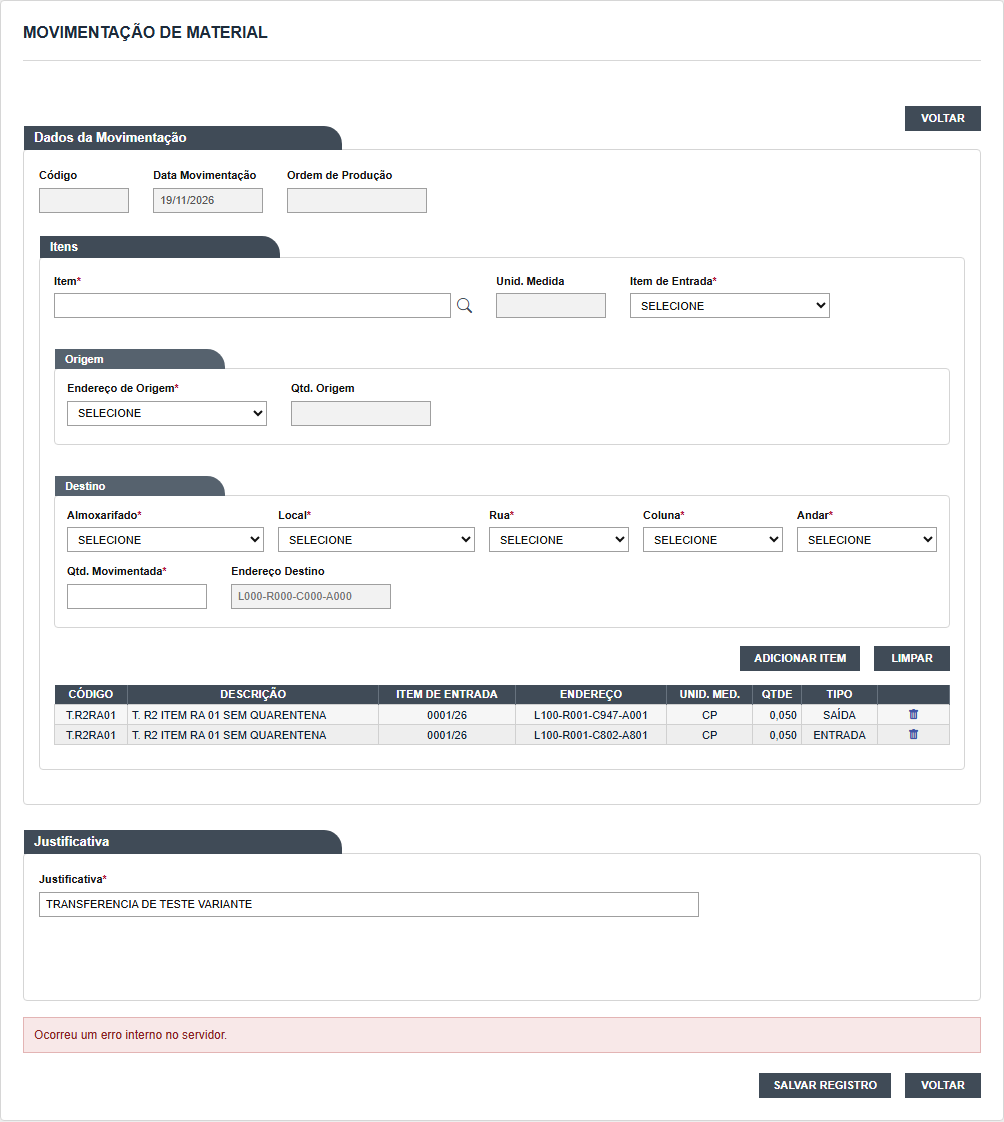 MOVIMENTAÇÃO DE MATERIAL
VOLTAR
Dados da Movimentação
Código Data Movimentação Ordem de Produção
19/11/2026
Itens
Item* Unid. Medida Item de Entrada*
SELECIONE
Origem
Endereço de Origem* Qtd. Origem
SELECIONE
Destino
Almoxarifado* Local* Rua* Coluna* Andar*
SELECIONE SELECIONE SELECIONE SELECIONE SELECIONE
Qtd. Movimentada* Endereço Destino
L000-R000-C000-A000
ADICIONAR ITEM LIMPAR
CÓDIGO DESCRIÇÃO ITEM DE ENTRADA ENDEREÇO UNID. MED. QTDE TIPO
T.R2RA01 T. R2 ITEM RA 01 SEM QUARENTENA 0001/26 L100-R001-C947-A001 CP 0,050 SAÍDA
T.R2RA01 T. R2 ITEM RA 01 SEM QUARENTENA 0001/26 L100-R001-C802-A801 CP 0,050 ENTRADA
Justificativa
Justificativa*
TRANSFERENCIA DE TESTE VARIANTE
Ocorreu um erro interno no servidor.
SALVAR REGISTRO VOLTAR